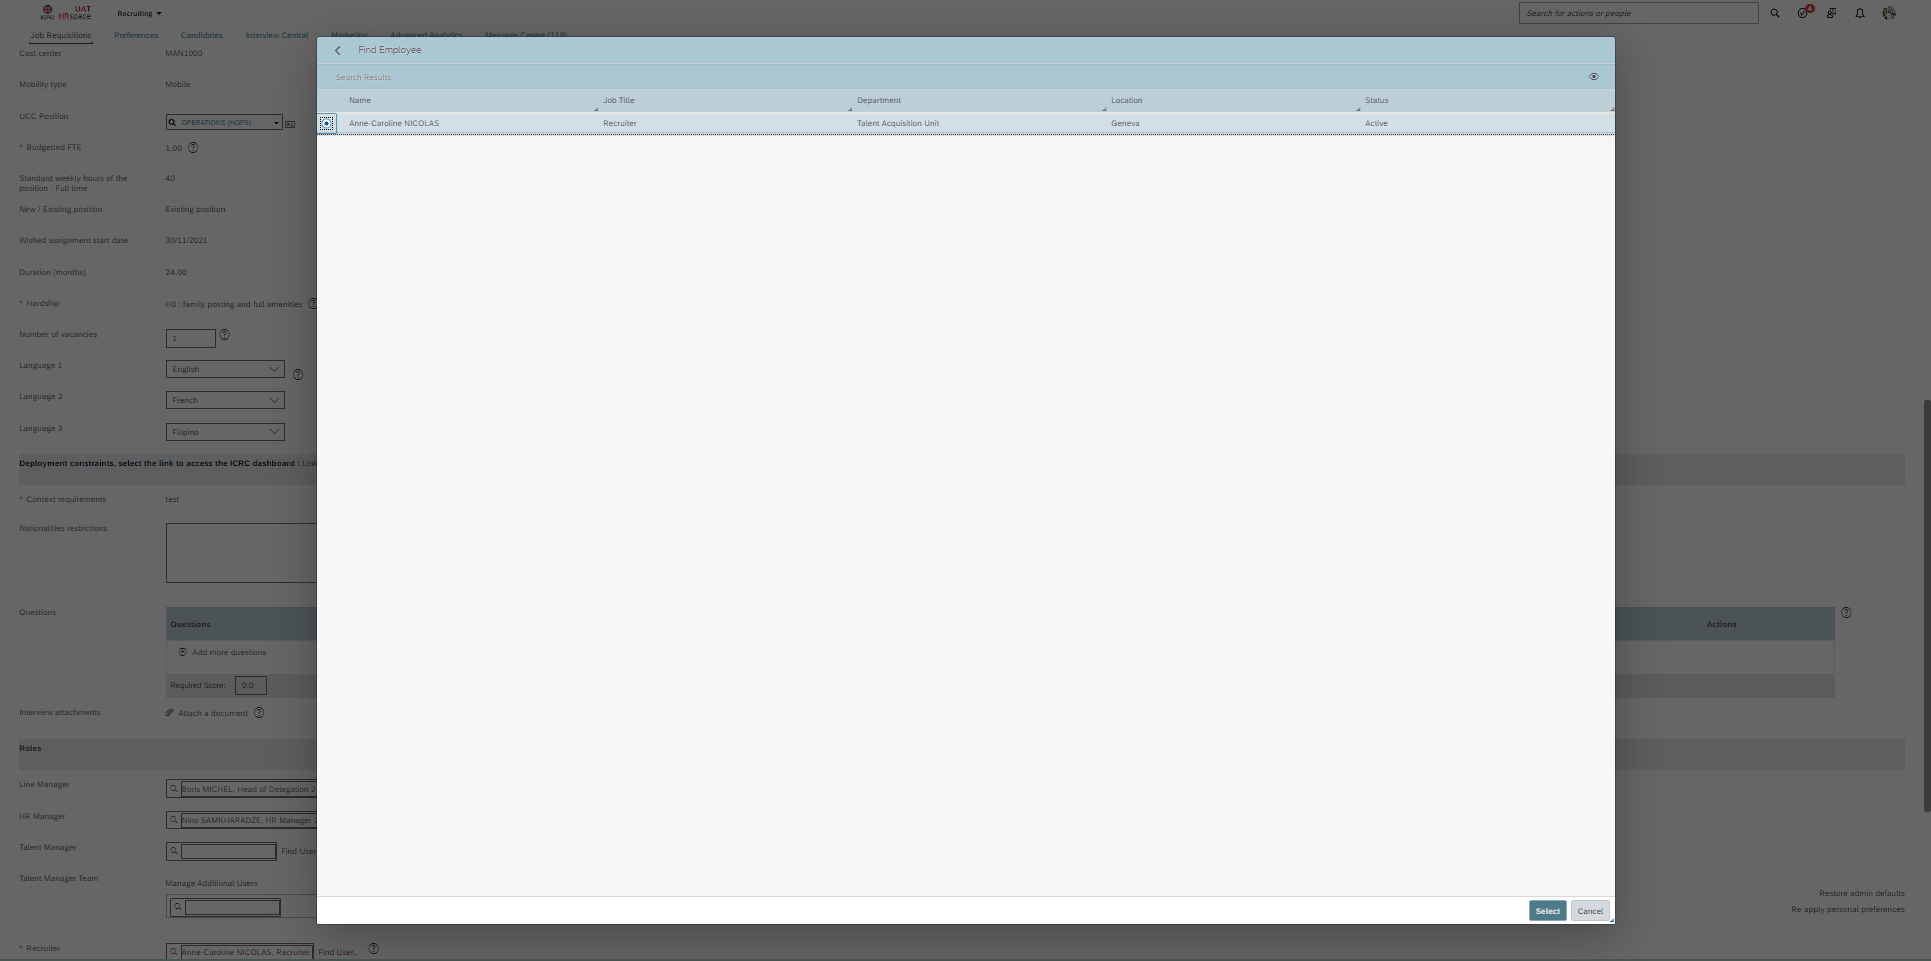 UAT
ICRC HRspace
Recruiting
Search for actions or people
4
Job Requisitions
Preferences
Candidates
Interview Central
Marketing
Advanced Analytics
Message Centre (118)
Find Employee
Search Results
Name
Job Title
Department
Location
Status
Anne-Caroline NICOLAS
Recruiter
Talent Acquisition Unit
Geneva
Active
Cost center
MAN1000
Mobility type
Mobile
UCC Position
OPERATIONS (HOPS)
* Budgetted FTE
1.00
Standard weekly hours of the
position - Full time
40
New / Existing position
Existing position
Wished assignment start date
30/11/2021
Duration (months)
24.00
* Hardship
H0 : family posting and full amenities
Number of vacancies
1
Language 1
English
Language 2
French
Language 3
Filipino
Deployment constraints, select the link to access the ICRC dashboard : Link
* Context requirements
test
Nationalities restrictions
Questions
Questions
Actions
Add more questions
Required Score:
0.0
Interview attachments
Attach a document
Roles
Line Manager
Boris MICHEL, Head of Delegation 2
HR Manager
Nino SAMKHARADZE, HR Manager
Talent Manager
Find User
Talent Manager Team
Manage Additional Users
* Recruiter
Anne-Caroline NICOLAS, Recruiter
Find User..
Restore admin defaults
Re-apply personal preferences
Select
Cancel